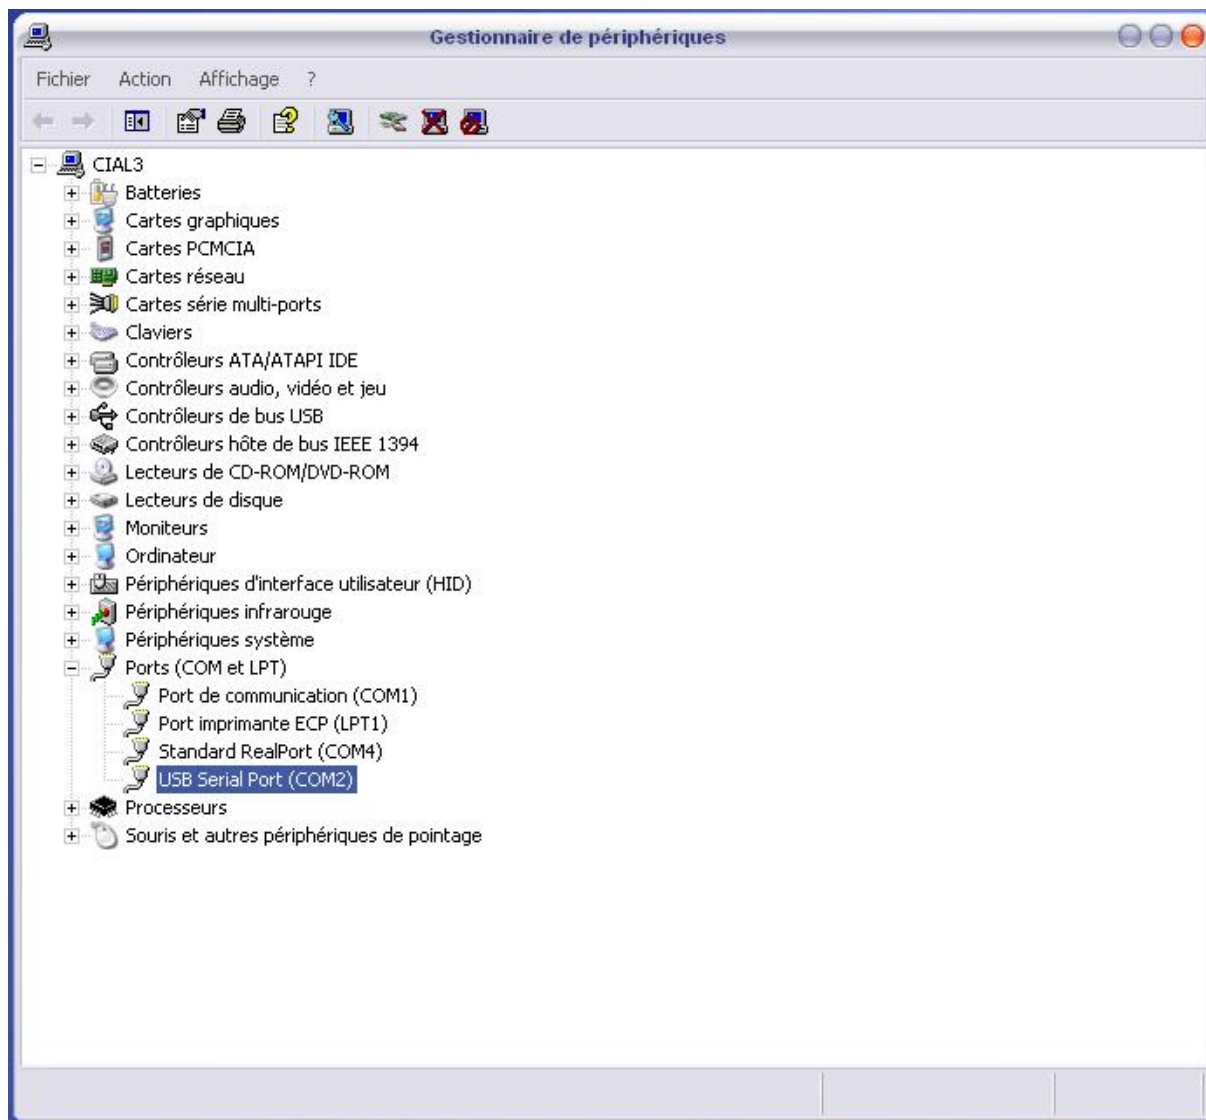 Gestionnaire de périphériques
Fichier Action Affichage ?
CIAL3
Batteries
Cartes graphiques
Cartes PCMCIA
Cartes réseau
Cartes série multi-ports
Claviers
Contrôleurs ATA/ATAPI IDE
Contrôleurs audio, vidéo et jeu
Contrôleurs de bus USB
Contrôleurs hôte de bus IEEE 1394
Lecteurs de CD-ROM/DVD-ROM
Lecteurs de disque
Moniteurs
Ordinateur
Périphériques d'interface utilisateur (HID)
Périphériques infrarouge
Périphériques système
Ports (COM et LPT)
Port de communication (COM1)
Port imprimante ECP (LPT1)
Standard RealPort (COM4)
USB Serial Port (COM2)
Processeurs
Souris et autres périphériques de pointage